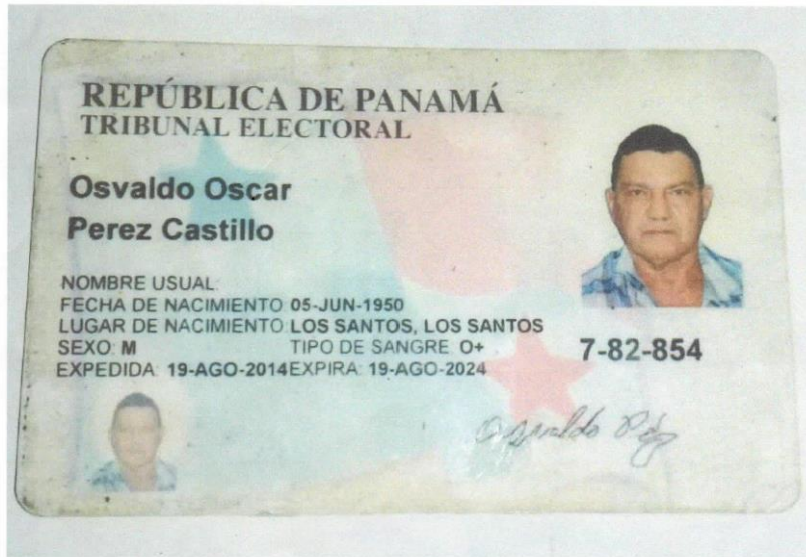 REPÚBLICA DE PANAMÁ
TRIBUNAL ELECTORAL
Osvaldo Oscar
Perez Castillo
NOMBRE USUAL:
FECHA DE NACIMIENTO: 05-JUN-1950
LUGAR DE NACIMIENTO: LOS SANTOS, LOS SANTOS
SEXO: M TIPO DE SANGRE: O+
EXPEDIDA: 19-AGO-2014 EXPIRA: 19-AGO-2024
7-82-854
Osvaldo